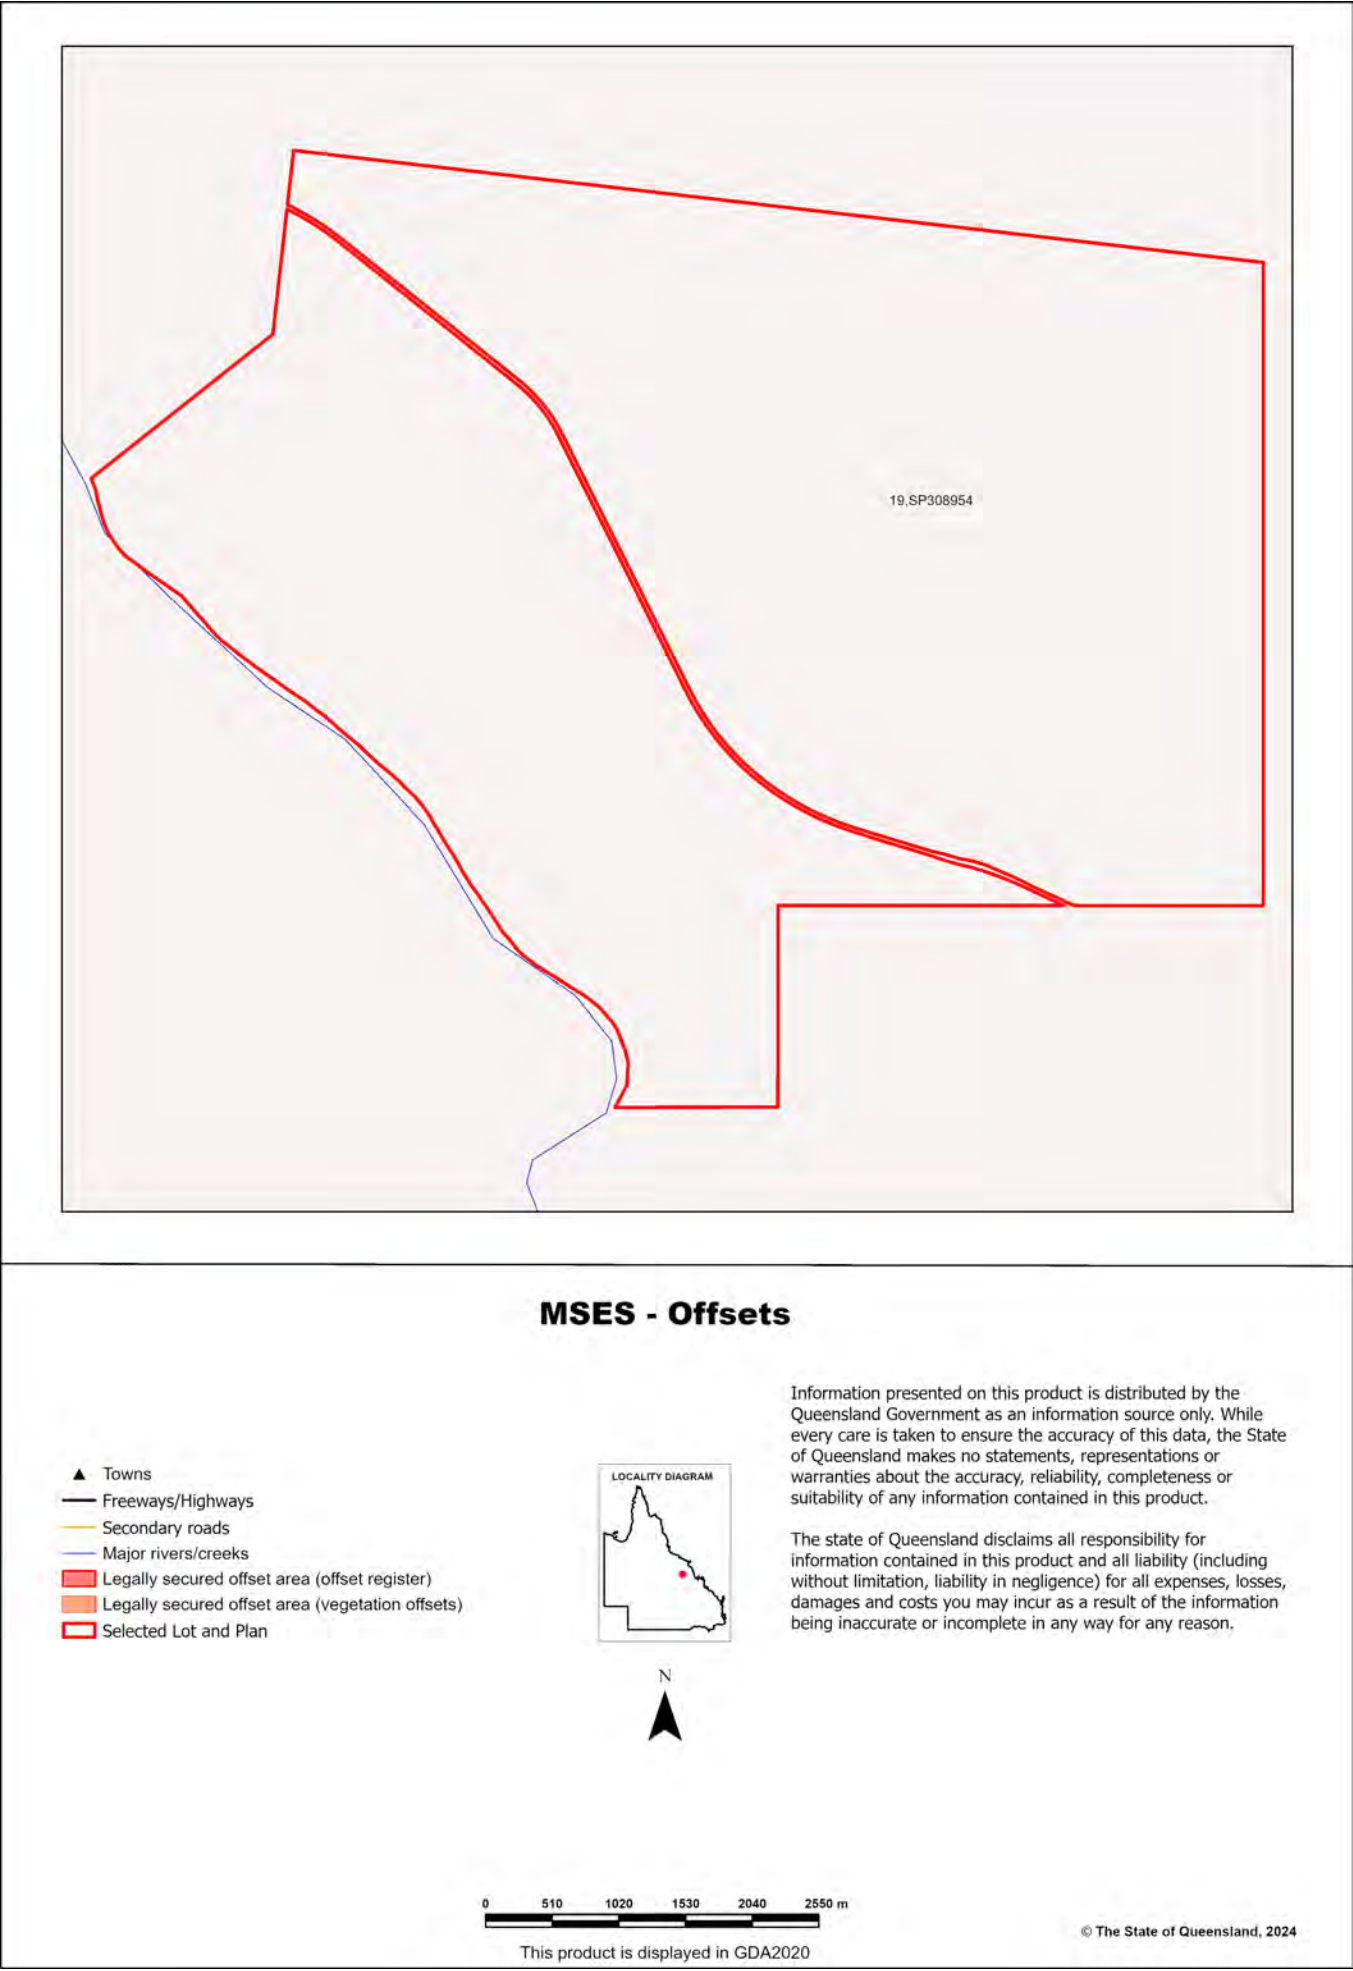 19,SP308954
MSES - Offsets
Towns
Freeways/Highways
Secondary roads
Major rivers/creeks
Legally secured offset area (offset register)
Legally secured offset area (vegetation offsets)
Selected Lot and Plan
LOCALITY DIAGRAM
N
Information presented on this product is distributed by the
Queensland Government as an information source only. While
every care is taken to ensure the accuracy of this data, the State
of Queensland makes no statements, representations or
warranties about the accuracy, reliability, completeness or
suitability of any information contained in this product.
The state of Queensland disclaims all responsibility for
information contained in this product and all liability (including
without limitation, liability in negligence) for all expenses, losses,
damages and costs you may incur as a result of the information
being inaccurate or incomplete in any way for any reason.
0 510 1020 1530 2040 2550 m
This product is displayed in GDA2020
© The State of Queensland, 2024